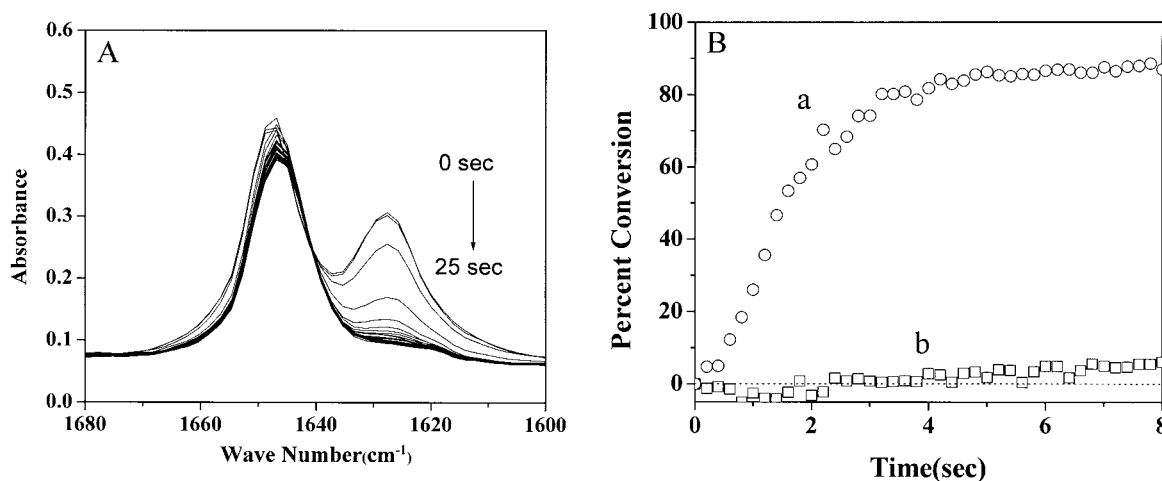 A
0.6
0.5
0.4
0.3
0.2
0.1
0.0
Absorbance
0 sec
25 sec
1680
1660
1640
1620
1600
Wave Number(cm⁻¹)
B
100
80
60
40
20
0
Percent Conversion
a
b
0
2
4
6
8
Time(sec)